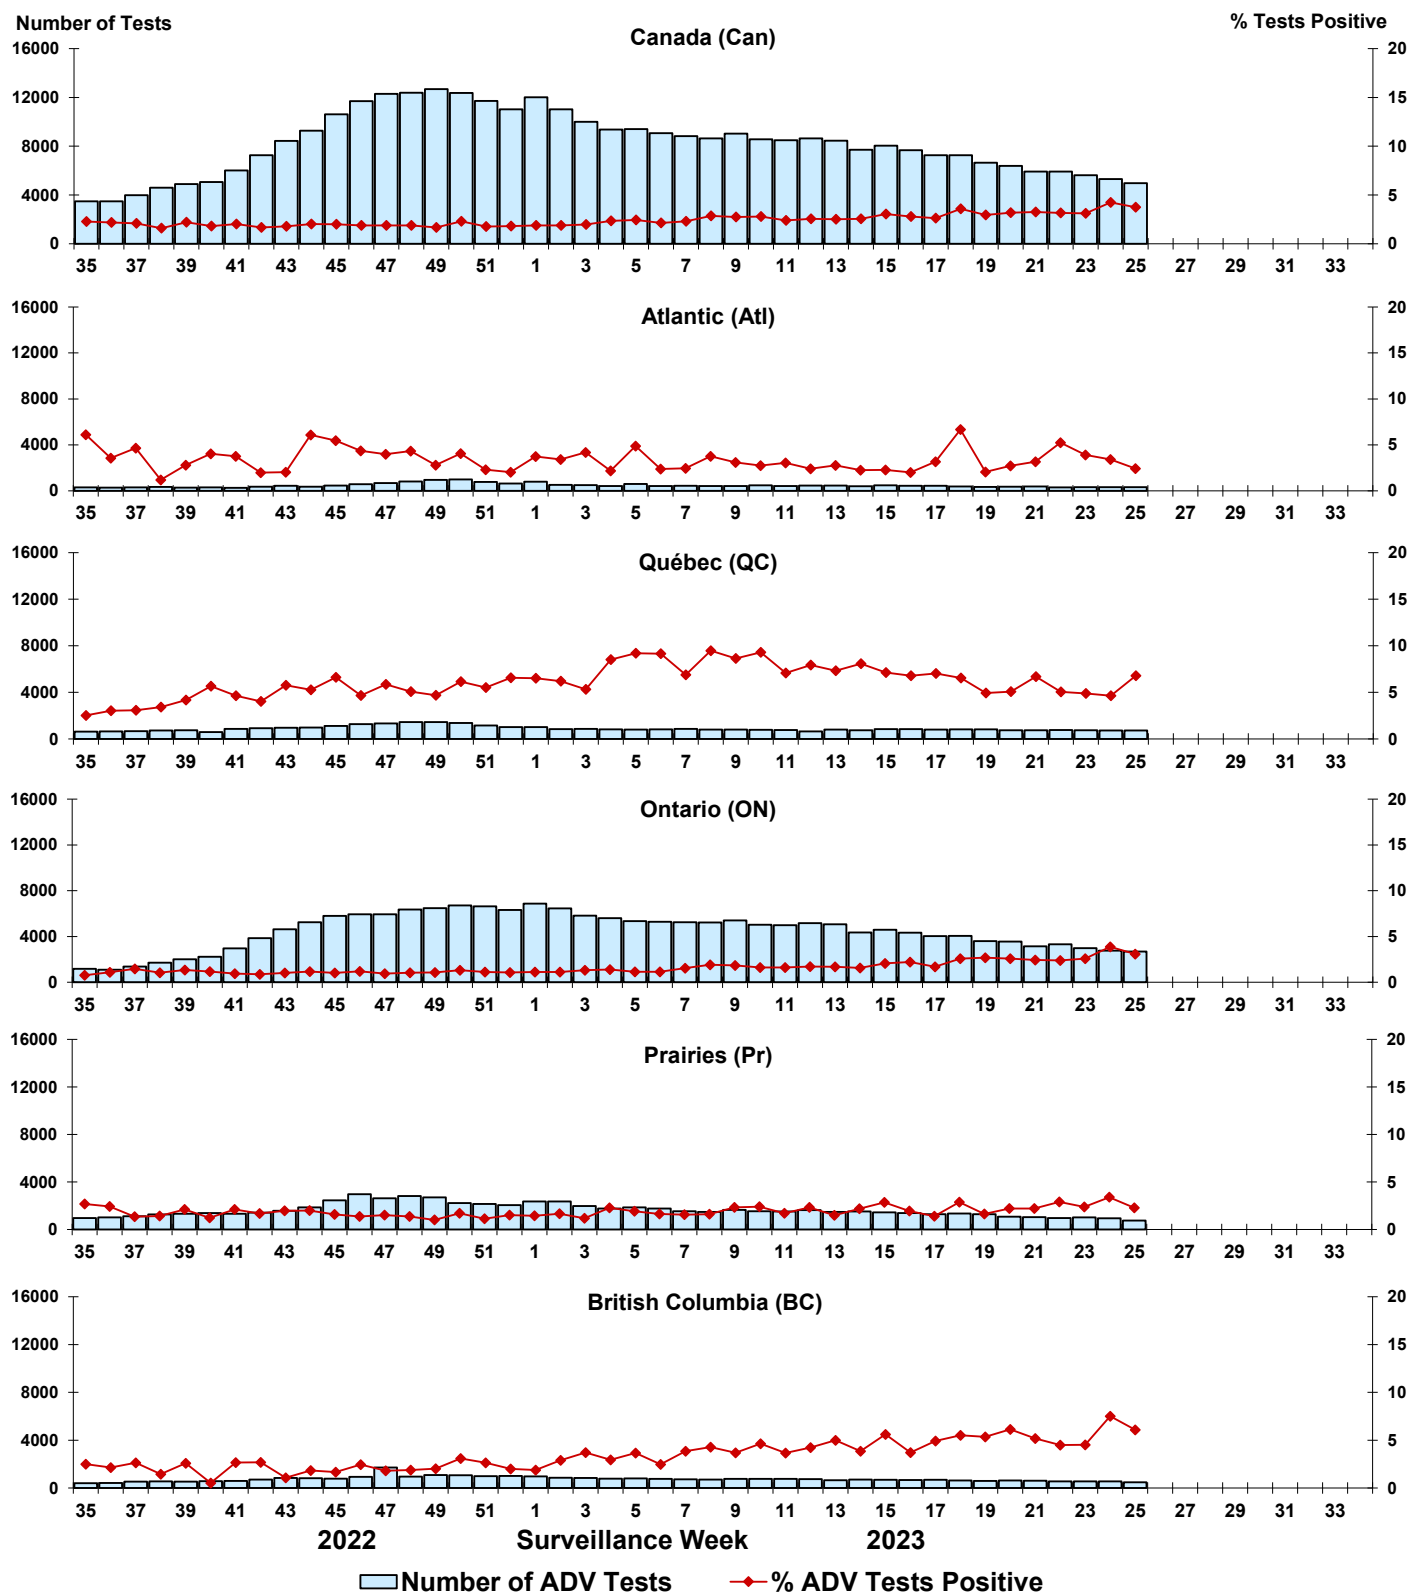 Number of Tests
% Tests Positive
Canada (Can)
16000 20
12000 15
8000 10
4000 5
0 0
35 37 39 41 43 45 47 49 51 1 3 5 7 9 11 13 15 17 19 21 23 25 27 29 31 33
Atlantic (Atl)
16000 20
12000 15
8000 10
4000 5
0 0
35 37 39 41 43 45 47 49 51 1 3 5 7 9 11 13 15 17 19 21 23 25 27 29 31 33
Québec (QC)
16000 20
12000 15
8000 10
4000 5
0 0
35 37 39 41 43 45 47 49 51 1 3 5 7 9 11 13 15 17 19 21 23 25 27 29 31 33
Ontario (ON)
16000 20
12000 15
8000 10
4000 5
0 0
35 37 39 41 43 45 47 49 51 1 3 5 7 9 11 13 15 17 19 21 23 25 27 29 31 33
Prairies (Pr)
16000 20
12000 15
8000 10
4000 5
0 0
35 37 39 41 43 45 47 49 51 1 3 5 7 9 11 13 15 17 19 21 23 25 27 29 31 33
British Columbia (BC)
16000 20
12000 15
8000 10
4000 5
0 0
35 37 39 41 43 45 47 49 51 1 3 5 7 9 11 13 15 17 19 21 23 25 27 29 31 33
2022 Surveillance Week 2023
Number of ADV Tests % ADV Tests Positive